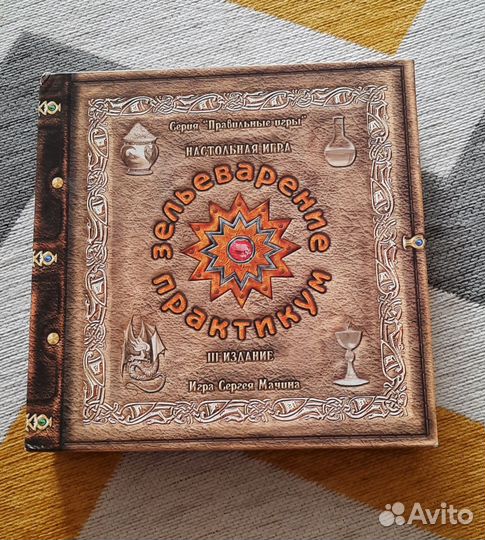 Серия "Правильные игры"
НАСТОЛЬНАЯ ИГРА
зельеварение
практикум
III ИЗДАНИЕ
Игра Сергея Мачина
Avito